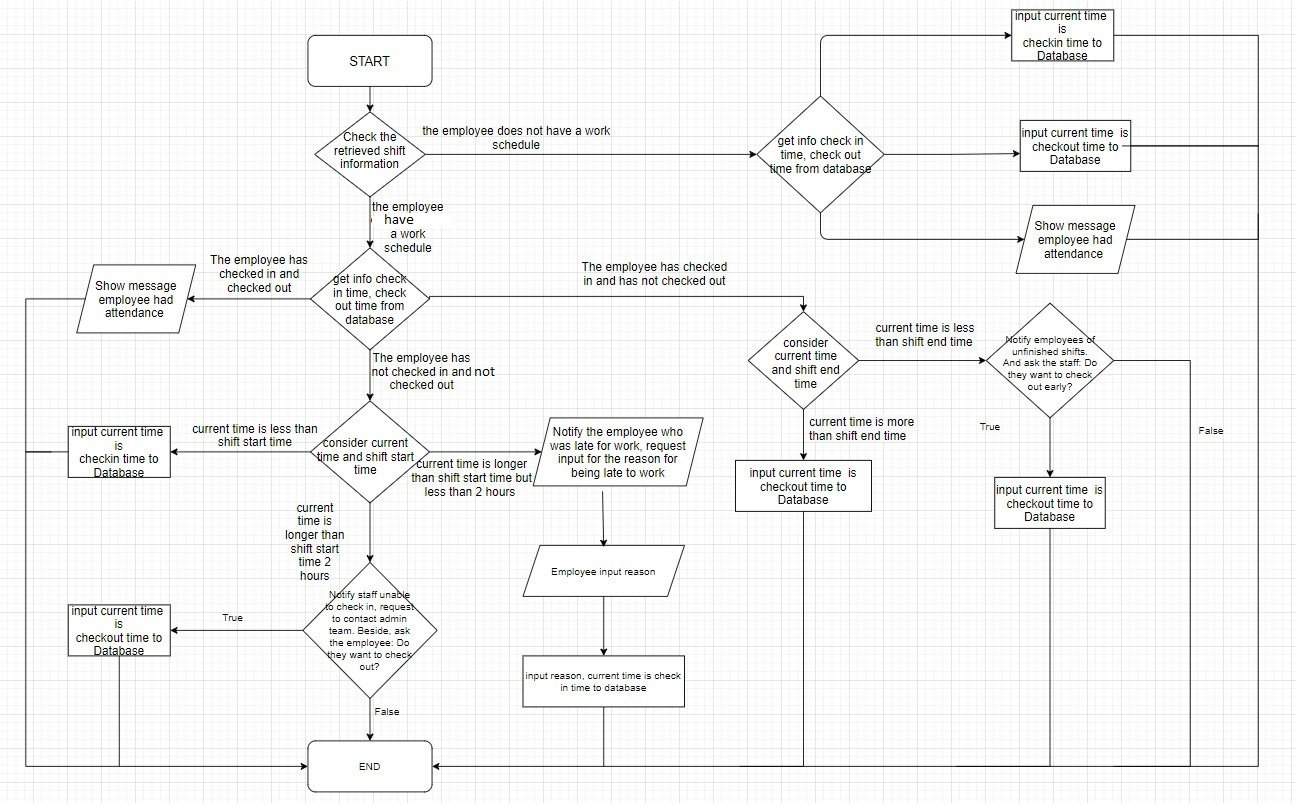 START
Check the
retrieved shift
information
the employee does not have a work
schedule
get info check in
time, check out
time from database
input current time
is
checkin time to
Database
input current time  is
checkout time to
Database
Show message
employee had
attendance
the employee
have
a work
schedule
get info check
in time, check
out time from
database
The employee has
checked in and
checked out
Show message
employee had
attendance
The employee has checked
in and has not checked out
consider
current time
and shift end
time
current time is less
than shift end time
Notify employees of
unfinished shifts.
And ask the staff: Do
they want to check
out early?
True
False
input current time  is
checkout time to
Database
current time is more
than shift end time
input current time  is
checkout time to
Database
The employee has
not checked in and not
checked out
consider current
time and shift start
time
current time is less than
shift start time
input current time
is
checkin time to
Database
current time is longer
than shift start time but
less than 2 hours
Notify the employee who
was late for work, request
input for the reason for
being late to work
Employee input reason
input reason, current time is check
in time to database
current
time is
longer than
shift start
time 2
hours
Notify staff unable
to check in, request
to contact admin
team. Beside, ask
the employee: Do
they want to check
out?
True
input current time
is
checkout time to
Database
False
END